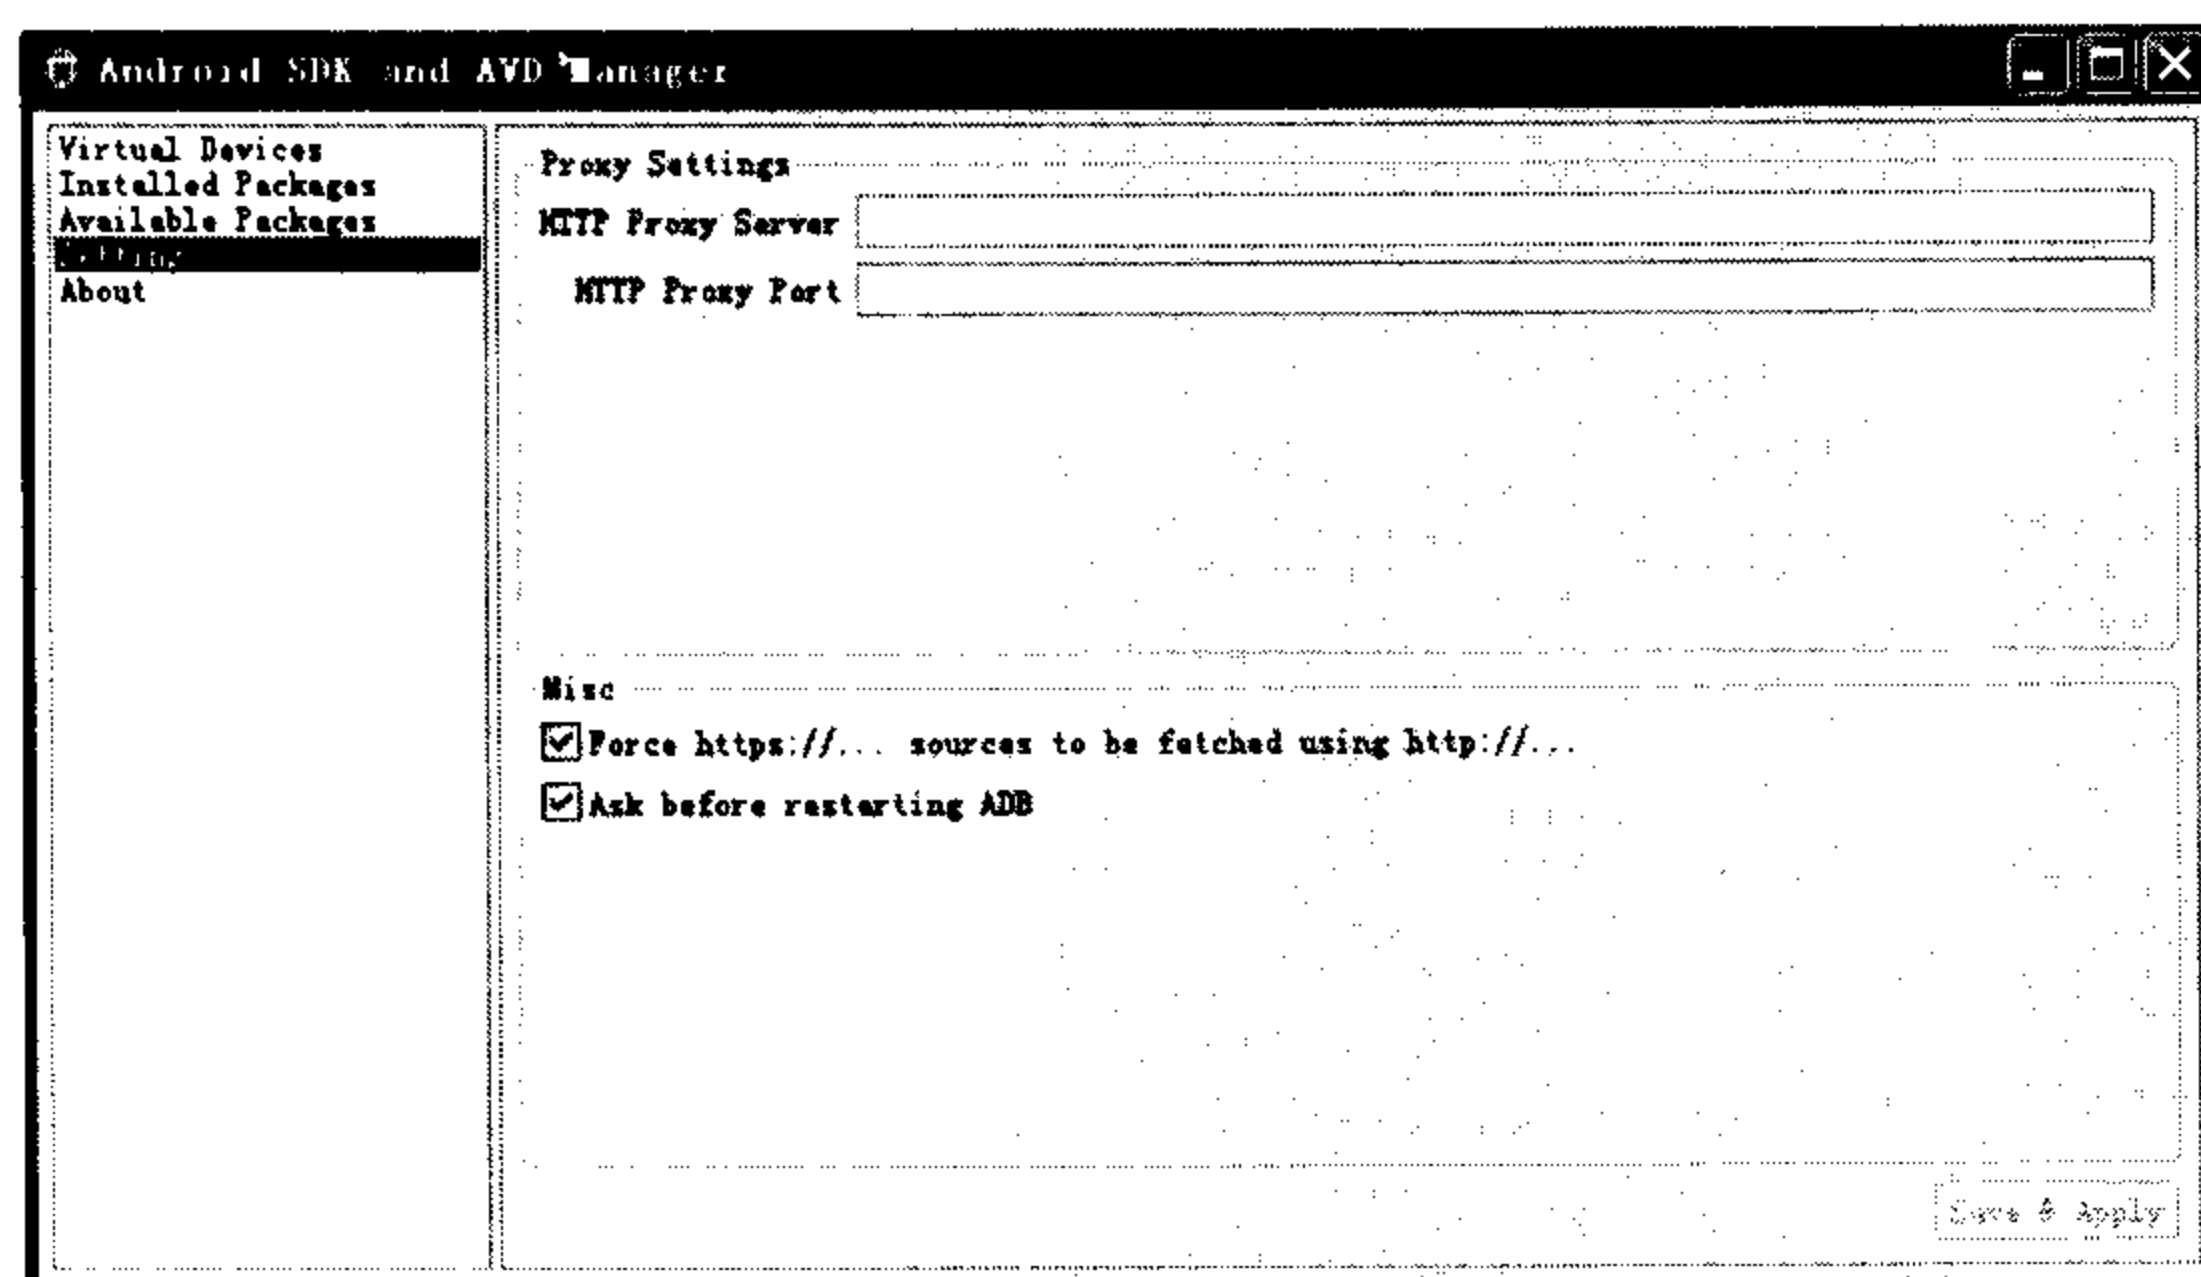 Android SDK and AVD Manager
Virtual Devices
Installed Packages
Available Packages
Setting
About
Proxy Settings
HTTP Proxy Server
HTTP Proxy Port
Misc
Force https://... sources to be fetched using http://...
Ask before restarting ADB
Save & Apply